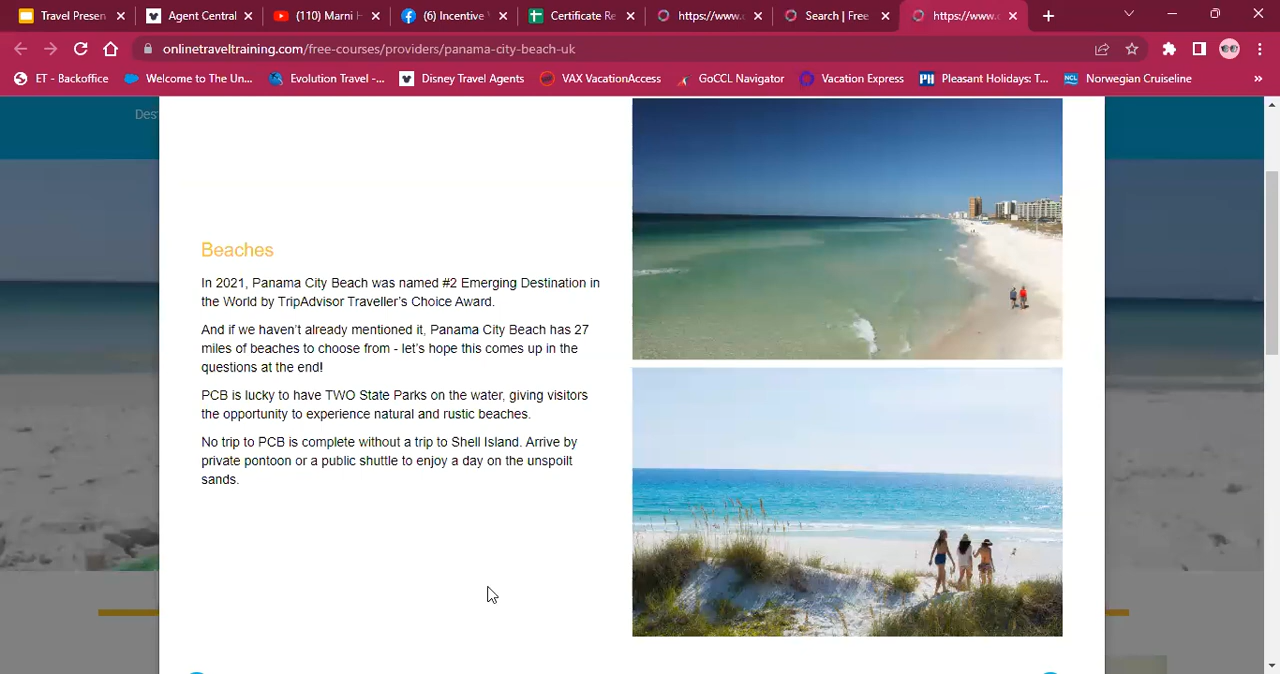 Travel Presen
Agent Central
(110) Marni H
(6) Incentive
Certificate Re
https://www.
Search | Free
https://www.
onlinetraveltraining.com/free-courses/providers/panama-city-beach-uk
ET - Backoffice
Welcome to The Un...
Evolution Travel -...
Disney Travel Agents
VAX VacationAccess
GoCCL Navigator
Vacation Express
PH
Pleasant Holidays: T...
NCL
Norwegian Cruiseline
»
Des
Beaches
In 2021, Panama City Beach was named #2 Emerging Destination in
the World by TripAdvisor Traveller's Choice Award.
And if we haven't already mentioned it, Panama City Beach has 27
miles of beaches to choose from - let's hope this comes up in the
questions at the end!
PCB is lucky to have TWO State Parks on the water, giving visitors
the opportunity to experience natural and rustic beaches.
No trip to PCB is complete without a trip to Shell Island. Arrive by
private pontoon or a public shuttle to enjoy a day on the unspoilt
sands.